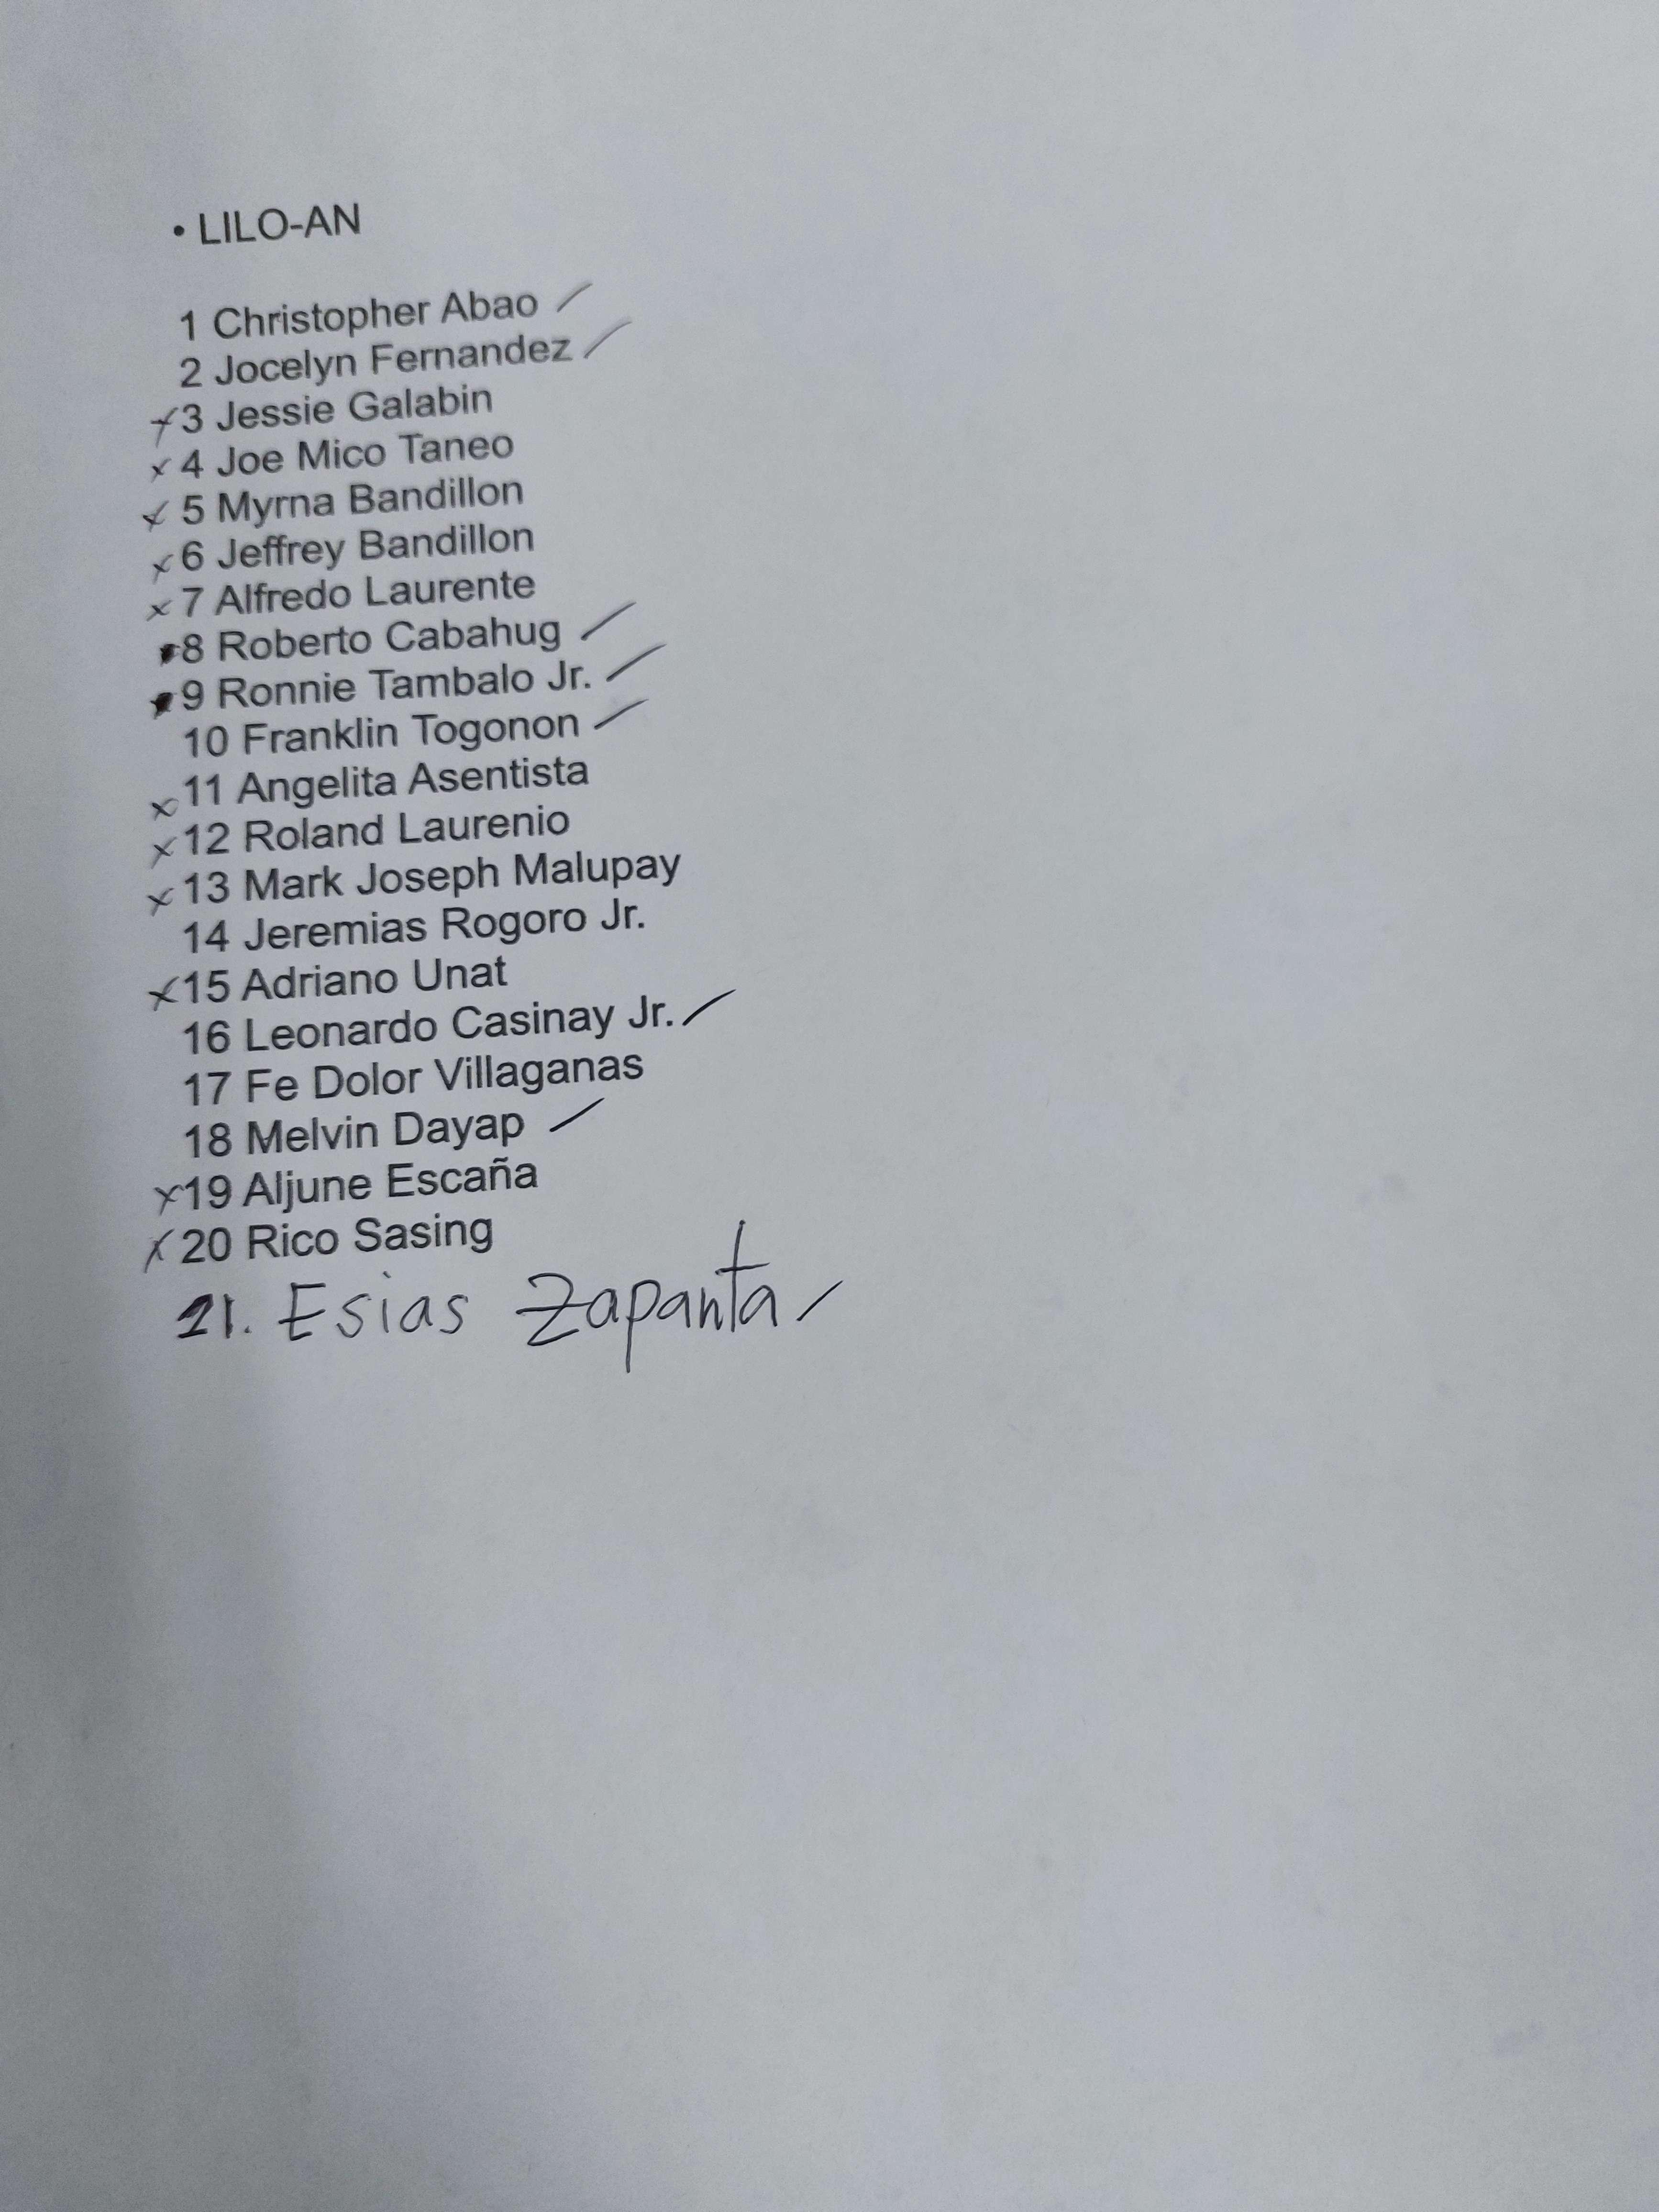 • LILO-AN
1 Christopher Abao
2 Jocelyn Fernandez
3 Jessie Galabin
4 Joe Mico Taneo
5 Myrna Bandillon
6 Jeffrey Bandillon
7 Alfredo Laurente
8 Roberto Cabahug
9 Ronnie Tambalo Jr.
10 Franklin Togonon
11 Angelita Asentista
12 Roland Laurenio
13 Mark Joseph Malupay
14 Jeremias Rogoro Jr.
15 Adriano Unat
16 Leonardo Casinay Jr.
17 Fe Dolor Villaganas
18 Melvin Dayap
19 Aljune Escaña
20 Rico Sasing
21. Esias Zapanta